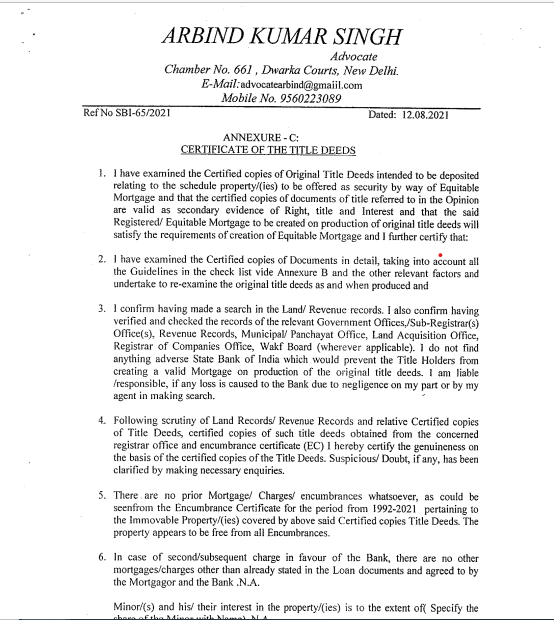 ARBIND KUMAR SINGH
Advocate
Chamber No. 661 , Dwarka Courts, New Delhi.
E-Mail:advocatearbind@gmaiil.com
Mobile No. 9560223089
Ref No SBI-65/2021 Dated: 12.08.2021
ANNEXURE - C:
CERTIFICATE OF THE TITLE DEEDS
1. I have examined the Certified copies of Original Title Deeds intended to be deposited
relating to the schedule property/(ies) to be offered as security by way of Equitable
Mortgage and that the certified copies of documents of title referred to in the Opinion
are valid as secondary evidence of Right, title and Interest and that the said
Registered/ Equitable Mortgage to be created on production of original title deeds will
satisfy the requirements of creation of Equitable Mortgage and I further certify that:
2. I have examined the Certified copies of Documents in detail, taking into account all
the Guidelines in the check list vide Annexure B and the other relevant factors and
undertake to re-examine the original title deeds as and when produced and
3. I confirm having made a search in the Land/ Revenue records. I also confirm having
verified and checked the records of the relevant Government Offices,/Sub-Registrar(s)
Office(s), Revenue Records, Municipal/ Panchayat Office, Land Acquisition Office,
Registrar of Companies Office, Wakf Board (wherever applicable). I do not find
anything adverse State Bank of India which would prevent the Title Holders from
creating a valid Mortgage on production of the original title deeds. I am liable
/responsible, if any loss is caused to the Bank due to negligence on my part or by my
agent in making search.
4. Following scrutiny of Land Records/ Revenue Records and relative Certified copies
of Title Deeds, certified copies of such title deeds obtained from the concerned
registrar office and encumbrance certificate (EC) I hereby certify the genuineness on
the basis of the certified copies of the Title Deeds. Suspicious/ Doubt, if any, has been
clarified by making necessary enquiries.
5. There are no prior Mortgage/ Charges/ encumbrances whatsoever, as could be
seenfrom the Encumbrance Certificate for the period from 1992-2021 pertaining to
the Immovable Property/(ies) covered by above said Certified copies Title Deeds. The
property appears to be free from all Encumbrances.
6. In case of second/subsequent charge in favour of the Bank, there are no other
mortgages/charges other than already stated in the Loan documents and agreed to by
the Mortgagor and the Bank .N.A.
Minor/(s) and his/ their interest in the property/(ies) is to the extent of( Specify the
share of the Minor with Name). N.A.